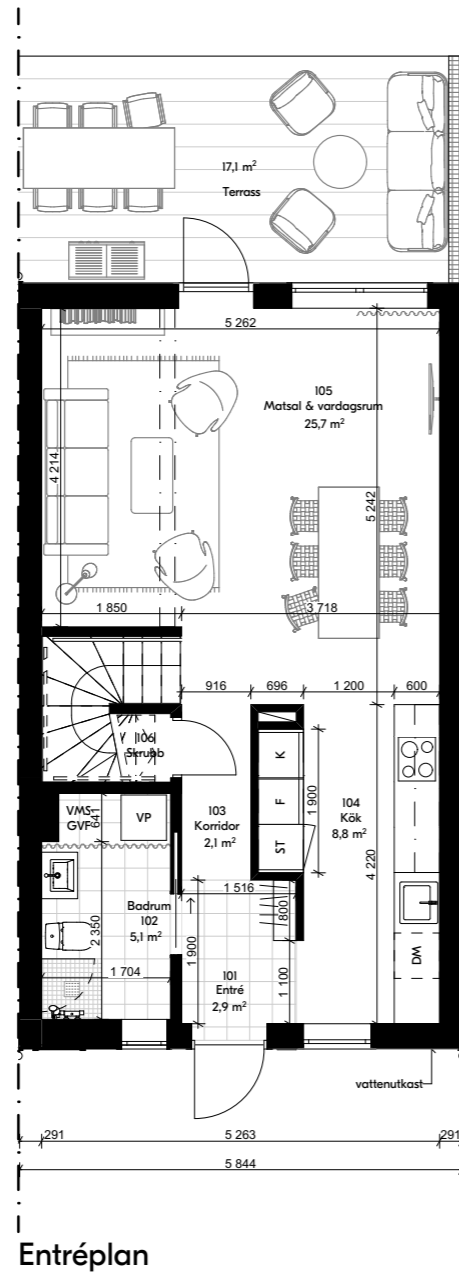 17,1 m²
Terrass
5 262
105
Matsal & vardagsrum
25,7 m²
4 214
5 242
1 850
3 718
916
696
1 200
600
106
Skrubb
K
F
ST
1 900
103
Korridor
2,1 m²
104
Kök
8,8 m²
VMS
GVF
641
VP
4 220
1 516
Badrum
102
5,1 m²
2 350
1 900
800
DW
1 704
101
Entré
2,9 m²
1 100
vattenutkast
291
5 263
291
5 844
Entréplan